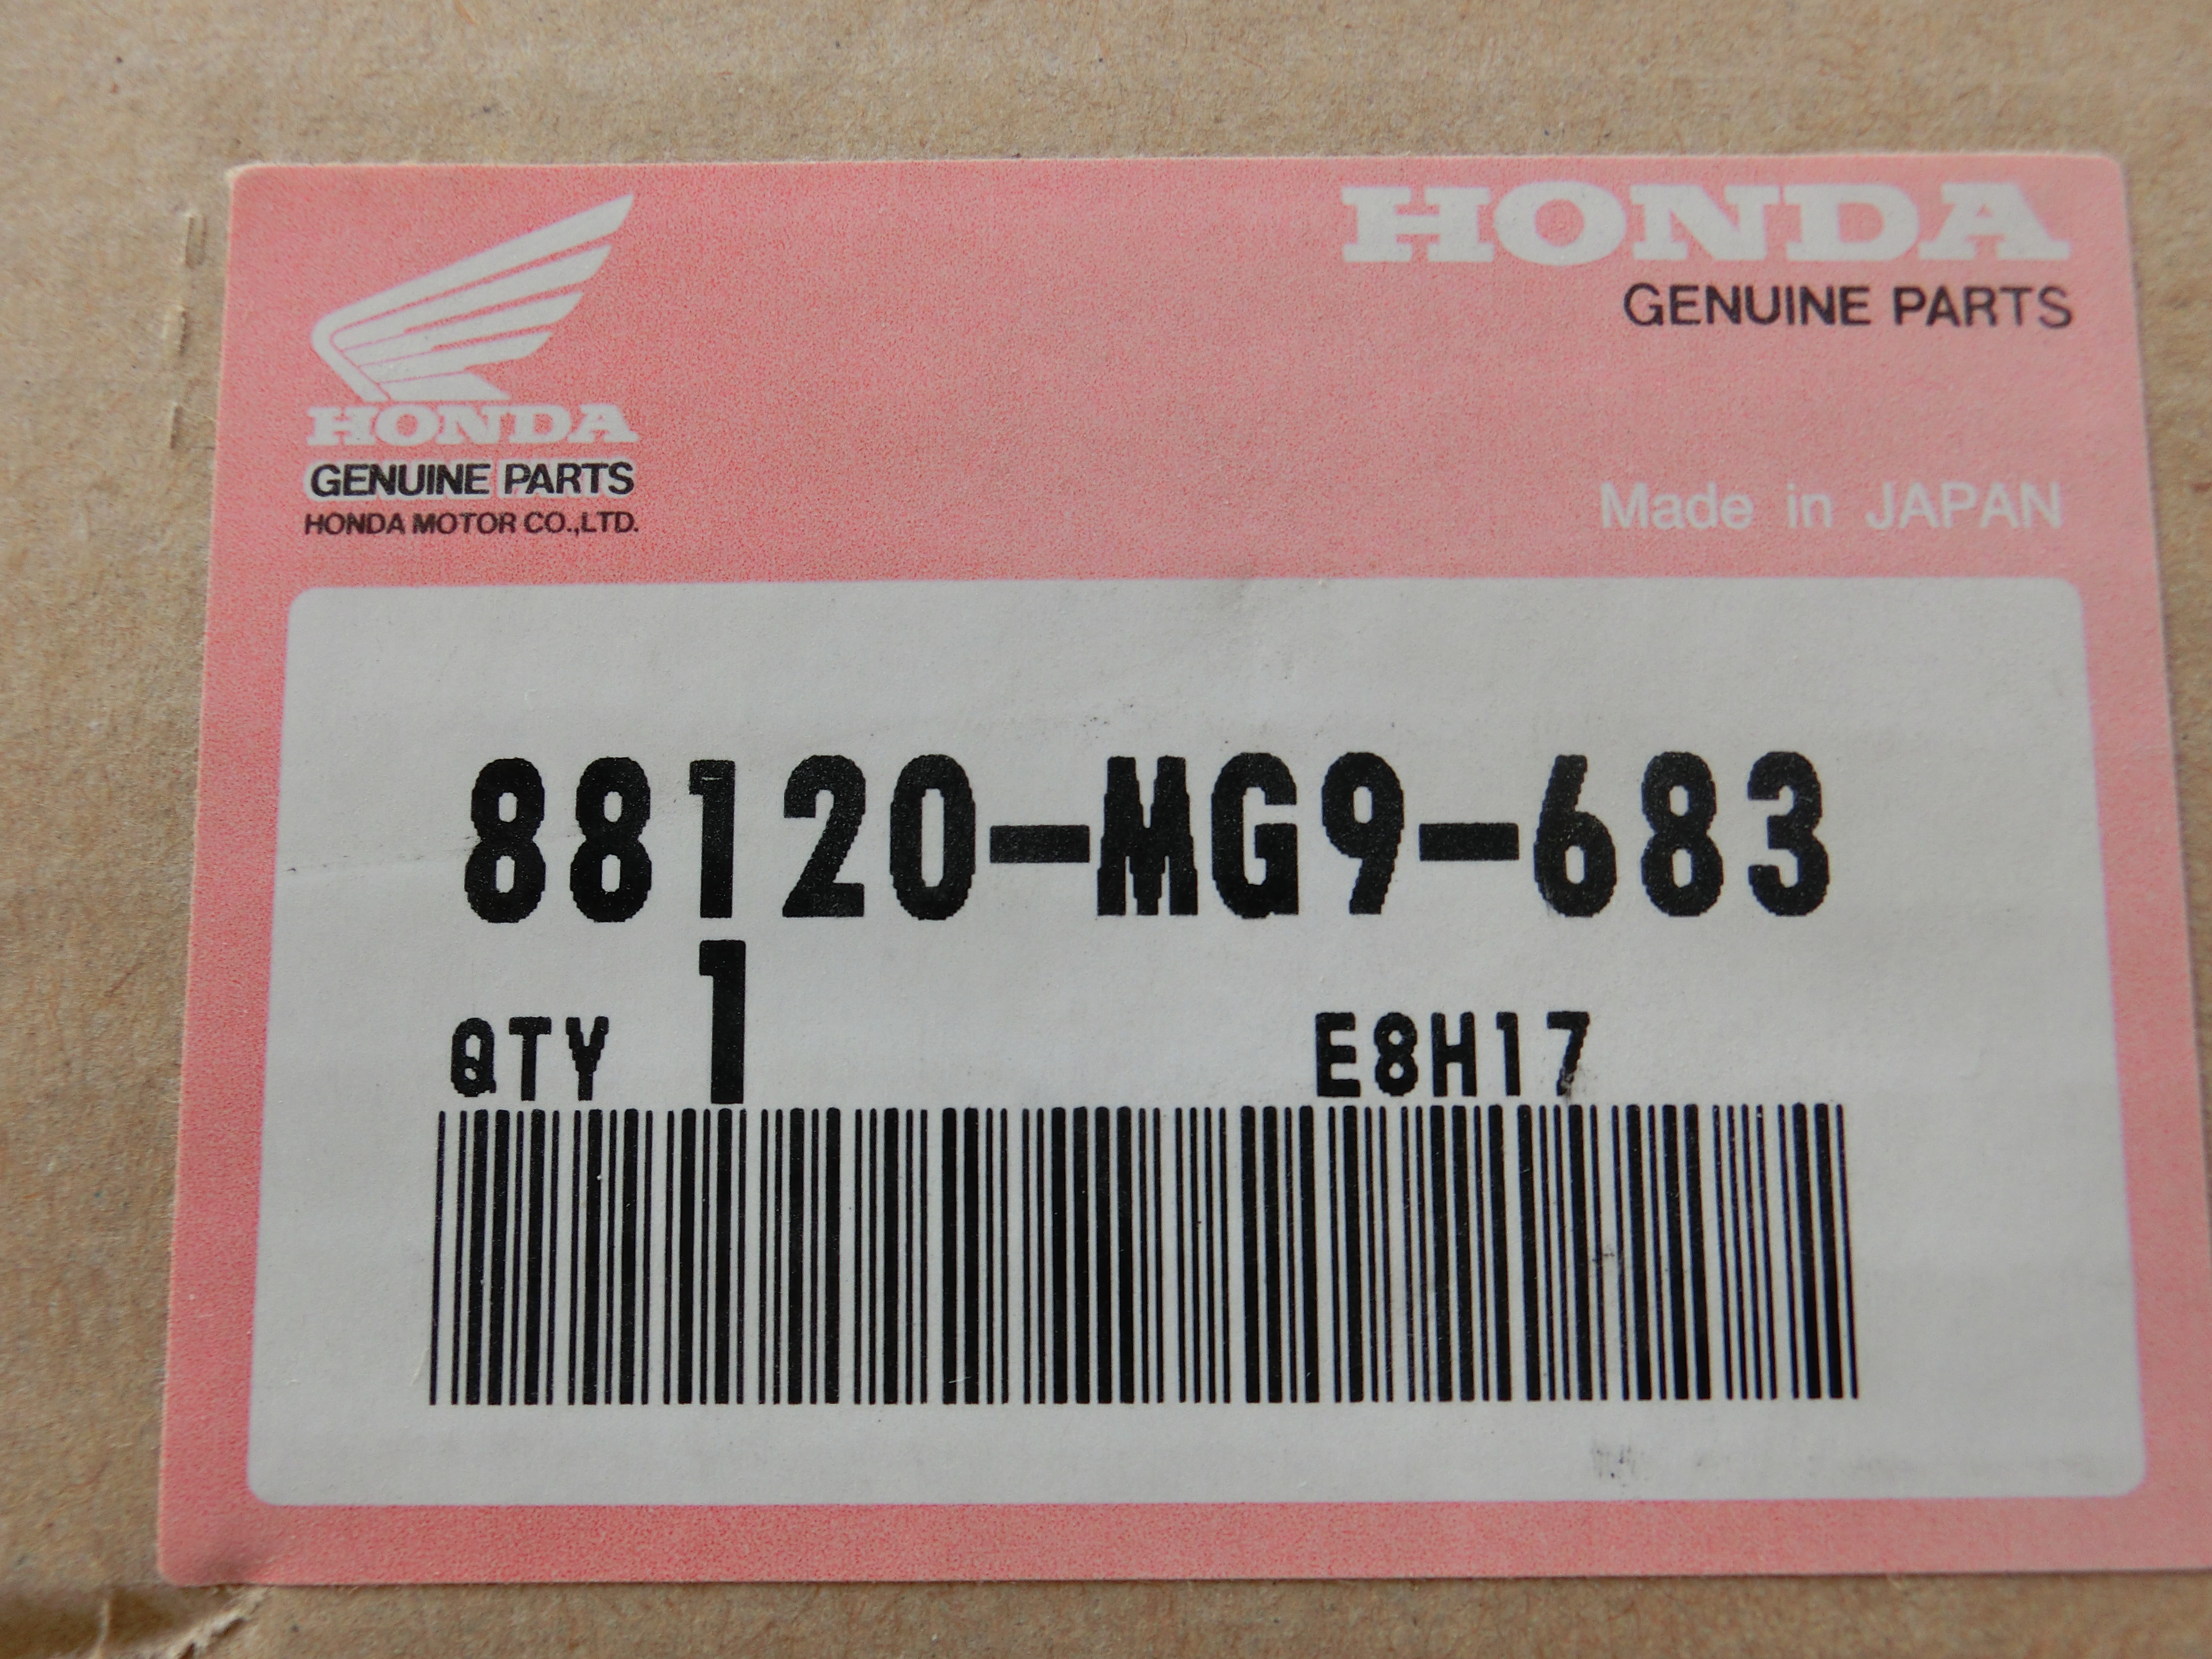 HONDA
GENUINE PARTS
HONDA MOTOR CO.,LTD.
HONDA
GENUINE PARTS
Made in JAPAN
88120-MG9-683
QTY 1 E8H17